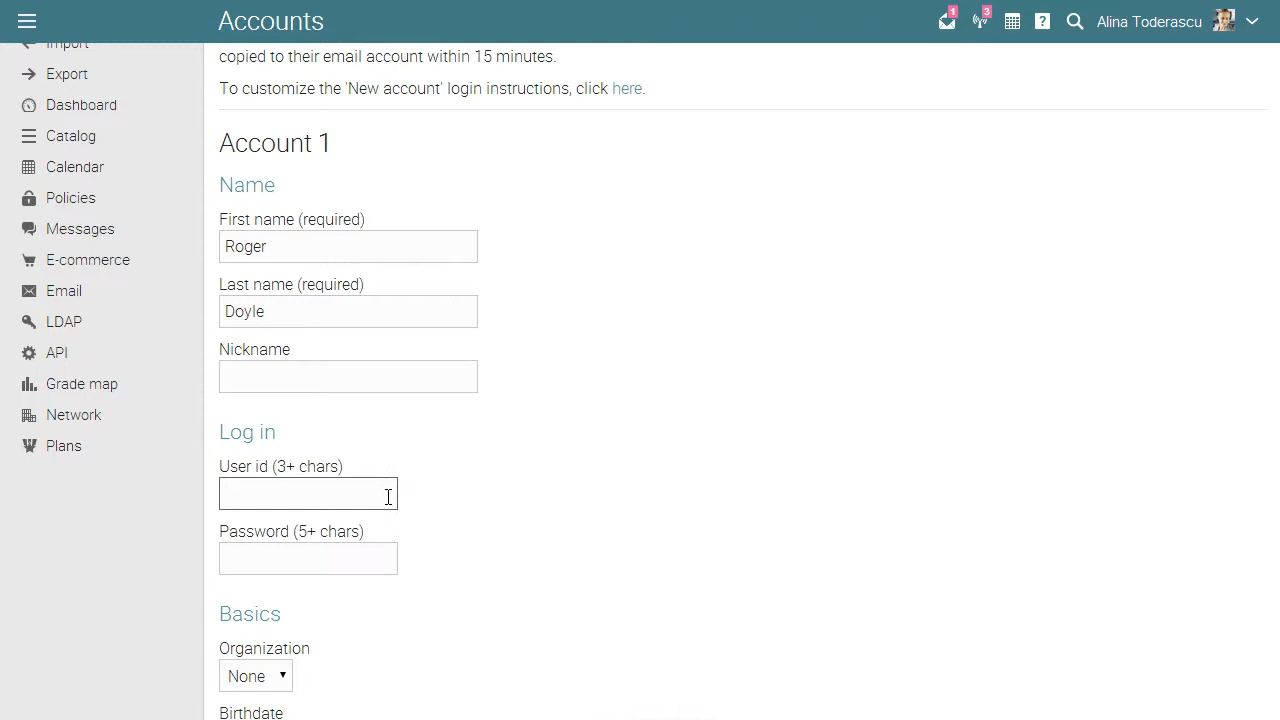 Accounts
1
3
?
Alina Toderascu
Import
Export
Dashboard
Catalog
Calendar
Policies
Messages
E-commerce
Email
LDAP
API
Grade map
Network
Plans
copied to their email account within 15 minutes.
To customize the 'New account' login instructions, click here.
Account 1
Name
First name (required)
Roger
Last name (required)
Doyle
Nickname
Log in
User id (3+ chars)
Password (5+ chars)
Basics
Organization
None
Birthdate